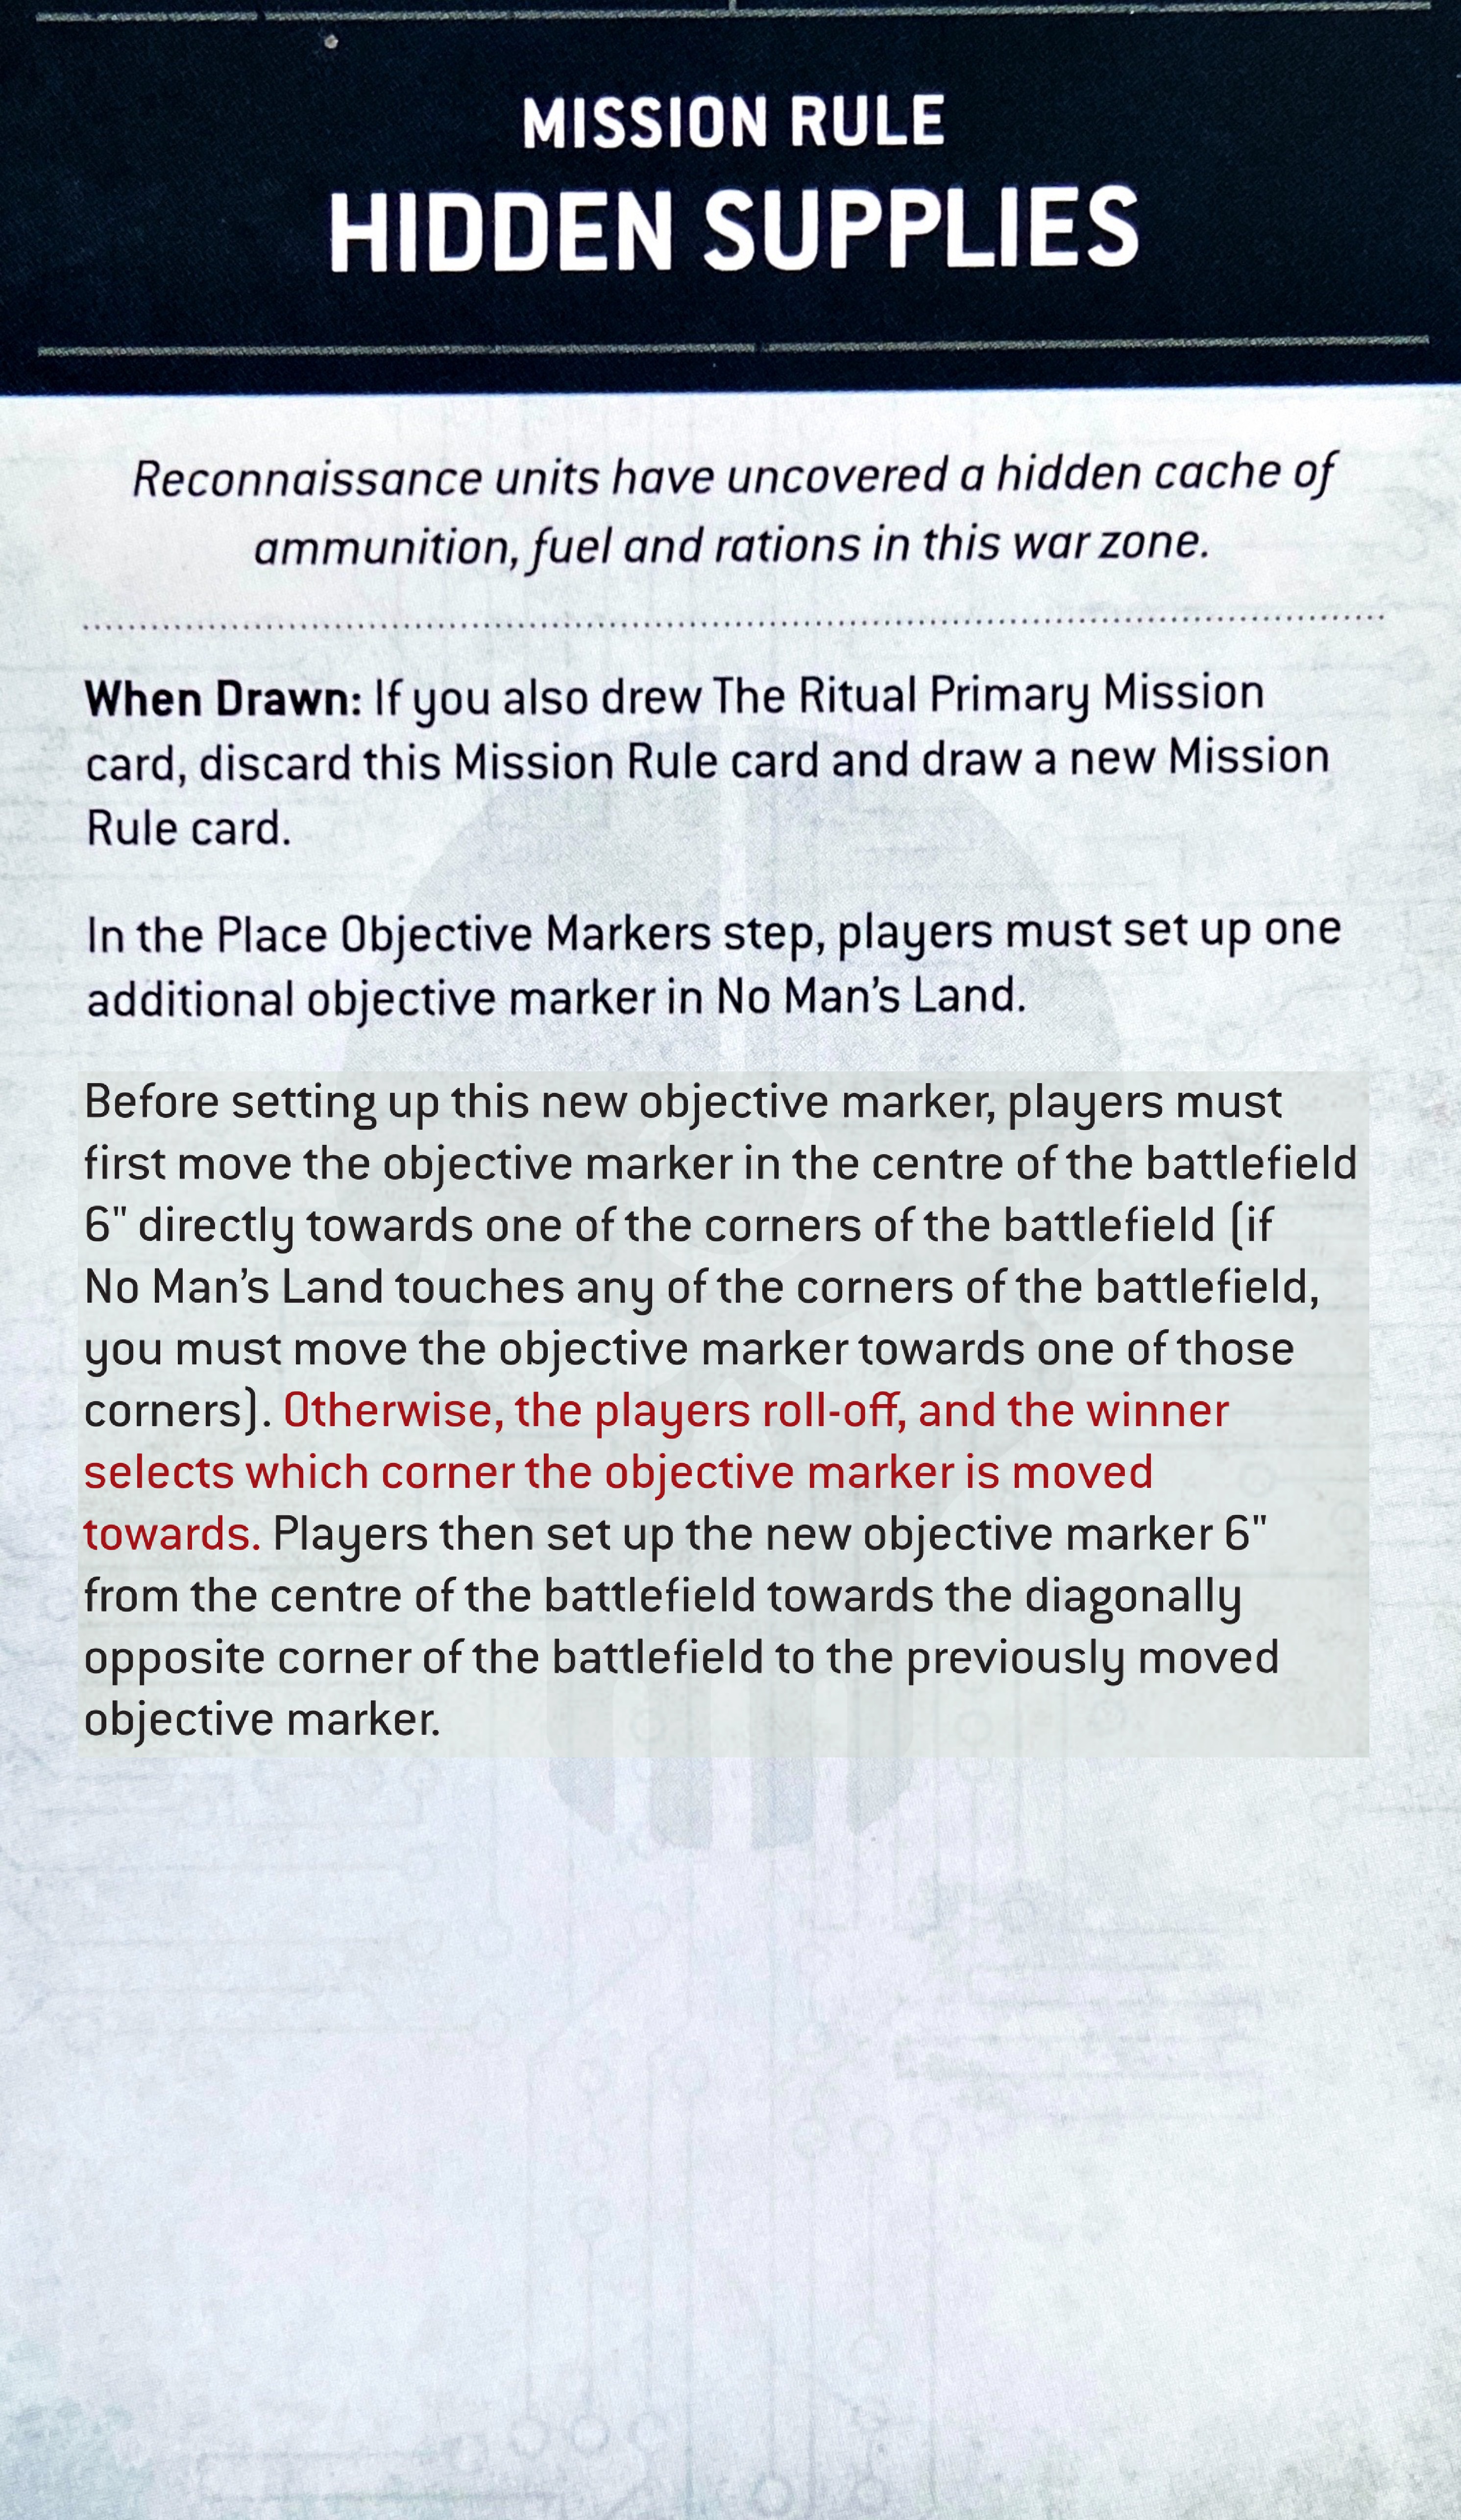 MISSION RULE
HIDDEN SUPPLIES
Reconnaissance units have uncovered a hidden cache of
ammunition, fuel and rations in this war zone.
When Drawn: If you also drew The Ritual Primary Mission
card, discard this Mission Rule card and draw a new Mission
Rule card.
In the Place Objective Markers step, players must set up one
additional objective marker in No Man’s Land.
Before setting up this new objective marker, players must
first move the objective marker in the centre of the battlefield
6" directly towards one of the corners of the battlefield (if
No Man’s Land touches any of the corners of the battlefield,
you must move the objective marker towards one of those
corners). Otherwise, the players roll-off, and the winner
selects which corner the objective marker is moved
towards. Players then set up the new objective marker 6"
from the centre of the battlefield towards the diagonally
opposite corner of the battlefield to the previously moved
objective marker.